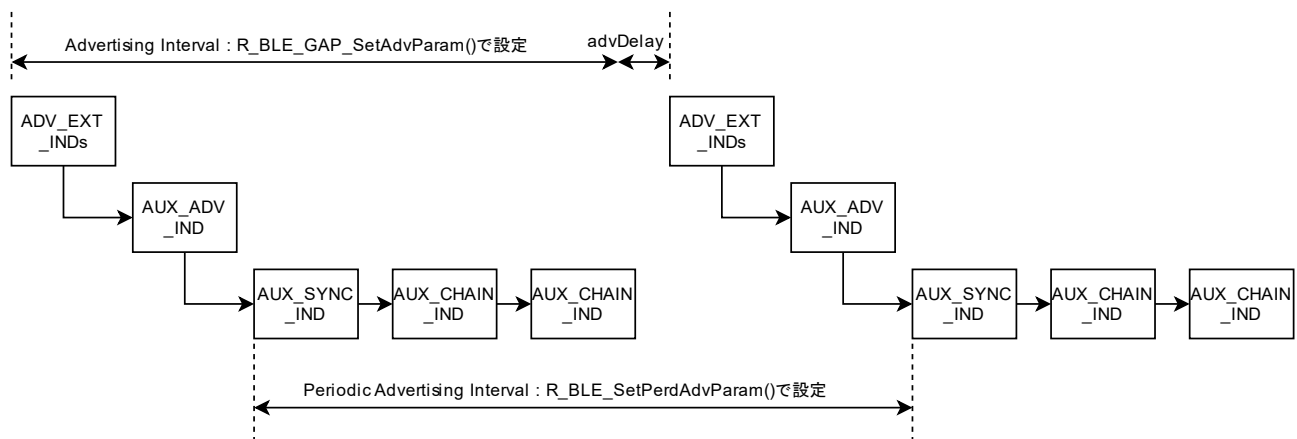 Advertising Interval : R_BLE_GAP_SetAdvParam()で設定
advDelay
ADV_EXT
_INDs
ADV_EXT
_INDs
AUX_ADV
_IND
AUX_ADV
_IND
AUX_SYNC
_IND
AUX_CHAIN
_IND
AUX_CHAIN
_IND
AUX_SYNC
_IND
AUX_CHAIN
_IND
AUX_CHAIN
_IND
Periodic Advertising Interval : R_BLE_SetPerdAdvParam()で設定